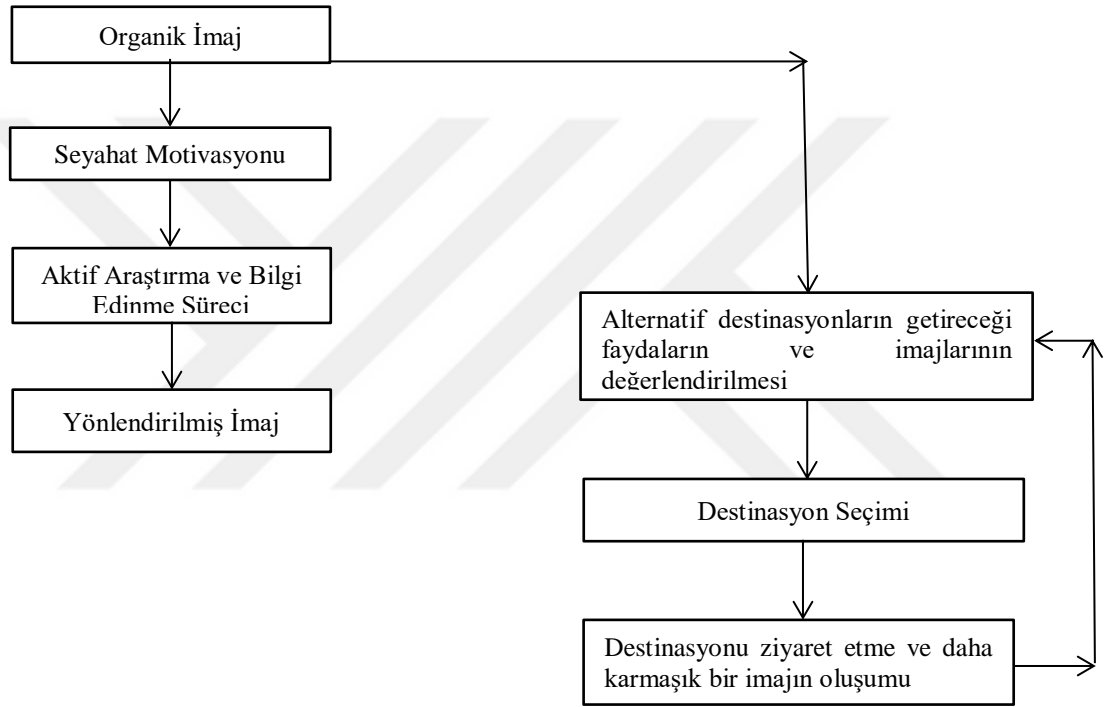 Organik İmaj
Seyahat Motivasyonu
Aktif Araştırma ve Bilgi
Edinme Süreci
Yönlendirilmiş İmaj
Alternatif destinasyonların getireceği
faydaların ve imajlarının
değerlendirilmesi
Destinasyon Seçimi
Destinasyonu ziyaret etme ve daha
karmaşık bir imajın oluşumu